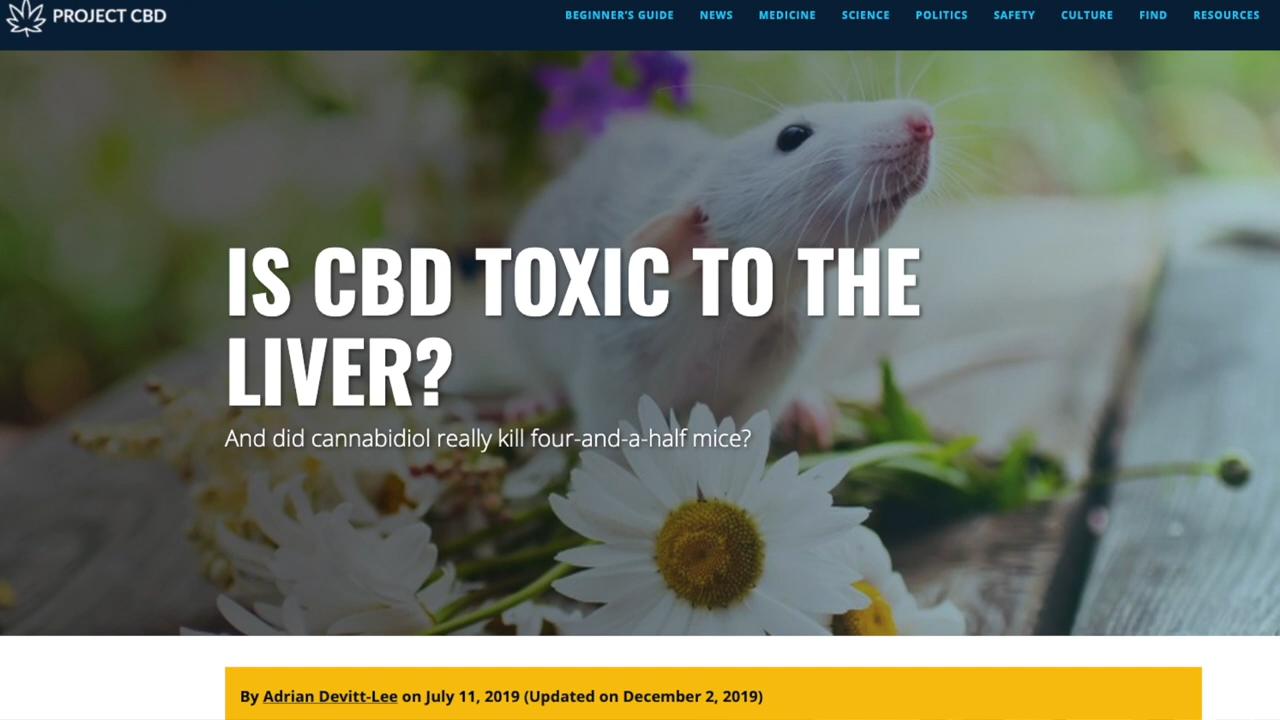 PROJECT CBD
BEGINNER'S GUIDE NEWS MEDICINE SCIENCE POLITICS SAFETY CULTURE FIND RESOURCES
IS CBD TOXIC TO THE
LIVER?
And did cannabidiol really kill four-and-a-half mice?
By Adrian Devitt-Lee on July 11, 2019 (Updated on December 2, 2019)